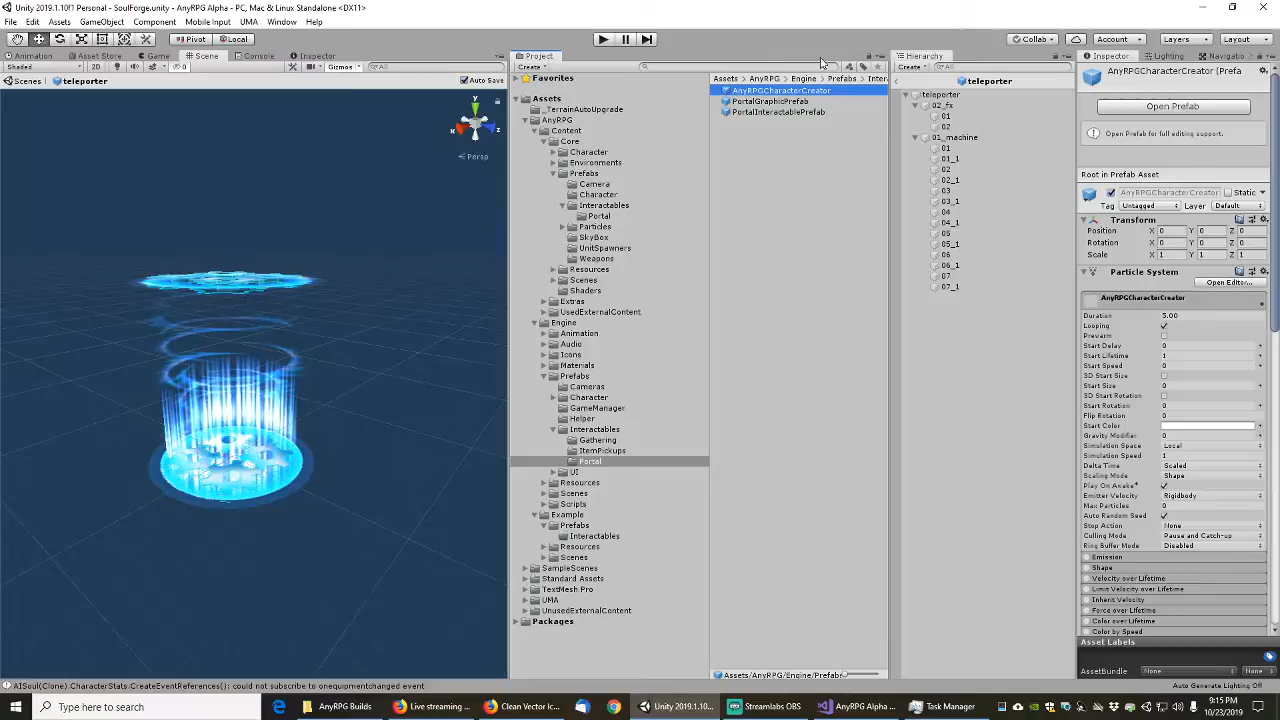 Unity 2019.1.10f1 Personal - SoulForge.unity - AnyRPG Alpha - PC, Mac & Linux Standalone <DX11>
File Edit Assets GameObject Component Mobile Input UMA Window Help
Pivot Local Collab Account Layers Layout
Animation Asset Store Game Scene Console Inspector
Shaded 2D 0 Gizmos All
Scenes teleporter Auto Save
y x z
Persp
Project
Create
Favorites
Assets
_TerrainAutoUpgrade
AnyRPG
Content
Core
Character
Environments
Prefabs
Camera
Character
Interactables
Portal
Particles
SkyBox
UnitSpawners
Weapons
Resources
Scenes
Shaders
Extras
UsedExternalContent
Engine
Animation
Audio
Icons
Materials
Prefabs
Cameras
Character
GameManager
Helper
Interactables
Gathering
ItemPickups
Portal
UI
Resources
Scenes
Scripts
Example
Prefabs
Interactables
Resources
Scenes
SampleScenes
Standard Assets
TextMesh Pro
UMA
UnusedExternalContent
Packages
Assets AnyRPG Engine Prefabs Inter
AnyRPGCharacterCreator
PortalGraphicPrefab
PortalInteractablePrefab
Assets/AnyRPG/Engine/Prefabs/
Hierarchy
Create All
teleporter
teleporter
02_fx
01
02
01_machine
01
01_1
02
02_1
03
03_1
04
04_1
05
05_1
06
06_1
07
07_1
Inspector Lighting Navigatio
AnyRPGCharacterCreator
Open Prefab
Open Prefab for full editing support.
Root in Prefab Asset
AnyRPGCharacterCreator Static
Tag Untagged Layer Default
Transform
Position X 0 Y 0 Z 0
Rotation X 0 Y 0 Z 0
Scale X 1 Y 1 Z 1
Particle System
Open Editor...
AnyRPGCharacterCreator
Duration 5.00
Looping
Prewarm
Start Delay 0
Start Lifetime 1
Start Speed 0
3D Start Size
Start Size 0
3D Start Rotation
Start Rotation 0
Flip Rotation 0
Start Color
Gravity Modifier 0
Simulation Space Local
Simulation Speed 1
Delta Time Scaled
Scaling Mode Shape
Play On Awake*
Emitter Velocity Rigidbody
Max Particles 0
Auto Random Seed
Stop Action None
Culling Mode Pause and Catch-up
Ring Buffer Mode Disabled
Emission
Shape
Velocity over Lifetime
Limit Velocity over Lifetime
Inherit Velocity
Force over Lifetime
Color over Lifetime
Color by Speed
Asset Labels
AssetBundle None None
A1Soul(Clone).CharacterStats.CreateEventReferences(): could not subscribe to onequipmentchanged event
Auto Generate Lighting Off
Type here to search
AnyRPG Builds
Live streaming ...
Clean Vector Ic...
Unity 2019.1.10...
Streamlabs OBS
AnyRPG Alpha ...
Task Manager
9:15 PM
10/23/2019